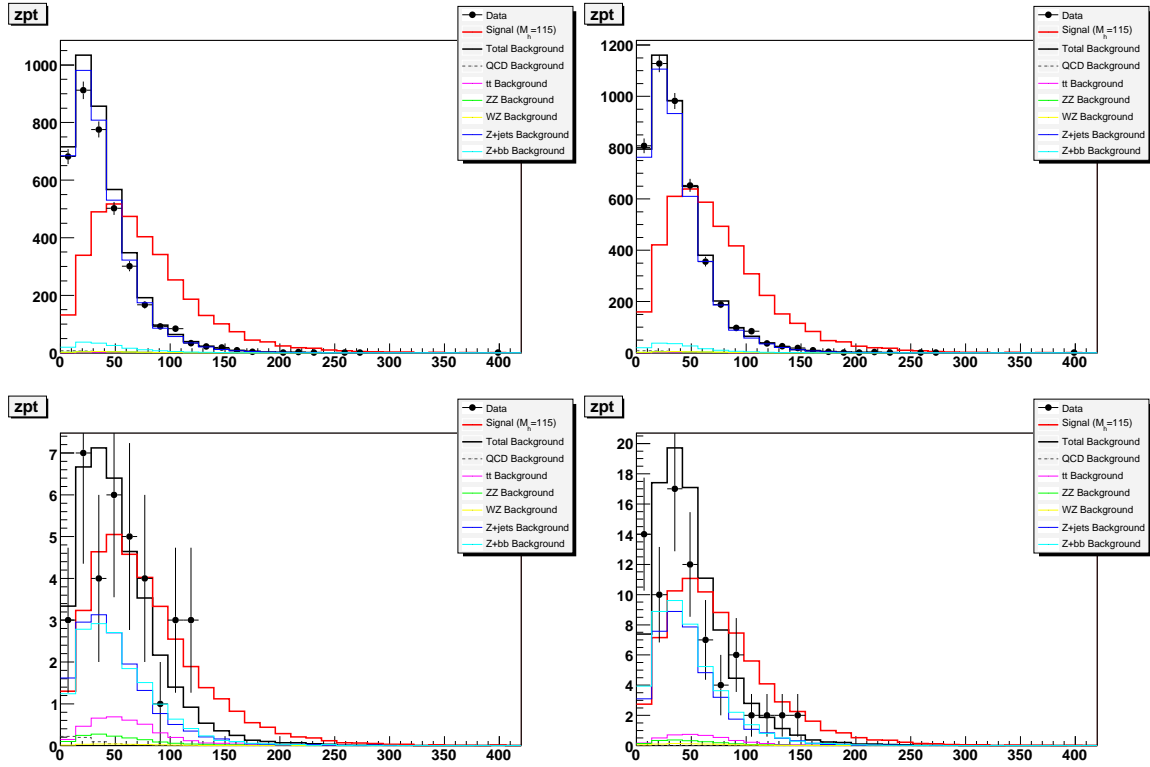 zpt
Data
Signal (M_h=115)
Total Background
QCD Background
tt Background
ZZ Background
WZ Background
Z+jets Background
Z+bb Background
1000
800
600
400
200
0
0 50 100 150 200 250 300 350 400
zpt
Data
Signal (M_h=115)
Total Background
QCD Background
tt Background
ZZ Background
WZ Background
Z+jets Background
Z+bb Background
1200
1000
800
600
400
200
0
0 50 100 150 200 250 300 350 400
zpt
Data
Signal (M_h=115)
Total Background
QCD Background
tt Background
ZZ Background
WZ Background
Z+jets Background
Z+bb Background
7
6
5
4
3
2
1
0
0 50 100 150 200 250 300 350 400
zpt
Data
Signal (M_h=115)
Total Background
QCD Background
tt Background
ZZ Background
WZ Background
Z+jets Background
Z+bb Background
20
18
16
14
12
10
8
6
4
2
0
0 50 100 150 200 250 300 350 400